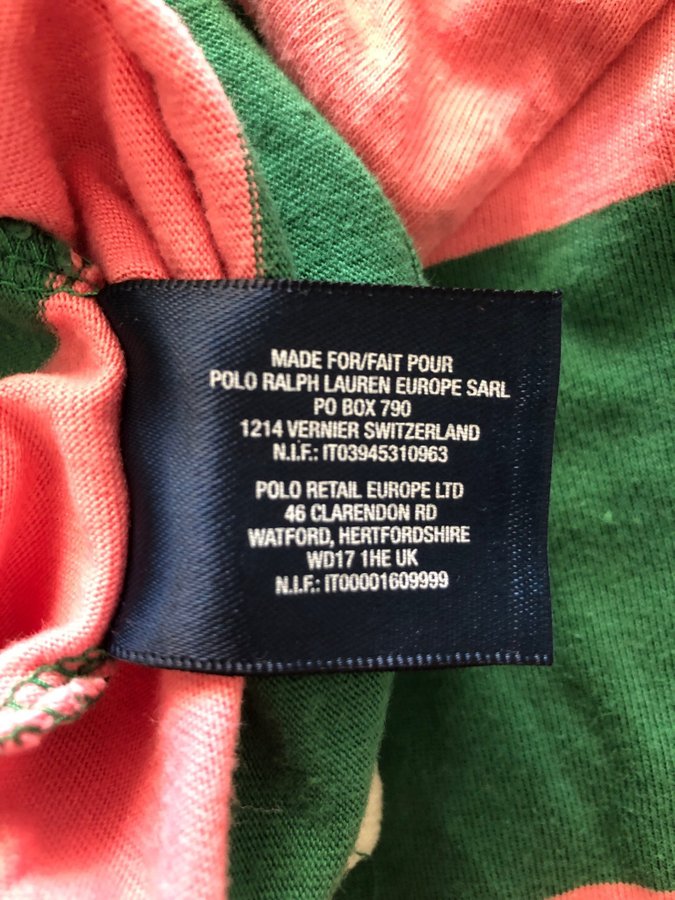 MADE FOR/FAIT POUR
POLO RALPH LAUREN EUROPE SARL
PO BOX 790
1214 VERNIER SWITZERLAND
N.I.F.: IT03945310963
POLO RETAIL EUROPE LTD
46 CLARENDON RD
WATFORD, HERTFORDSHIRE
WD17 1HE UK
N.I.F.: IT00001609999